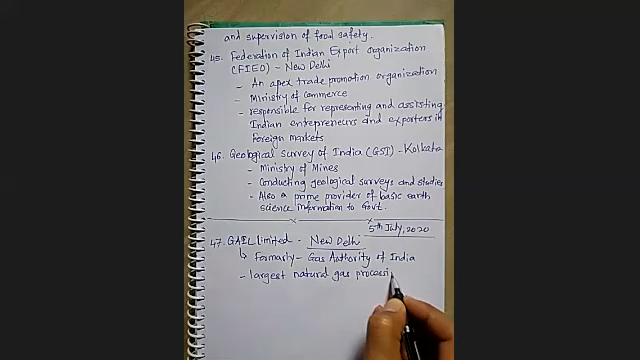 and supervision of food safety.
45. Federation of Indian Export Organization
(FIEO) - New Delhi
- An apex trade promotion organization
- Ministry of Commerce
- responsible for representing and assisting
Indian entrepreneurs and exporters in
foreign markets
46. Geological Survey of India (GSI) - Kolkata
- Ministry of Mines
- Conducting geological surveys and studies
- Also a prime provider of basic earth
science information to Govt.
5th July, 2020
47. GAIL Limited - New Delhi
↳ Formerly - Gas Authority of India
- largest natural gas processi